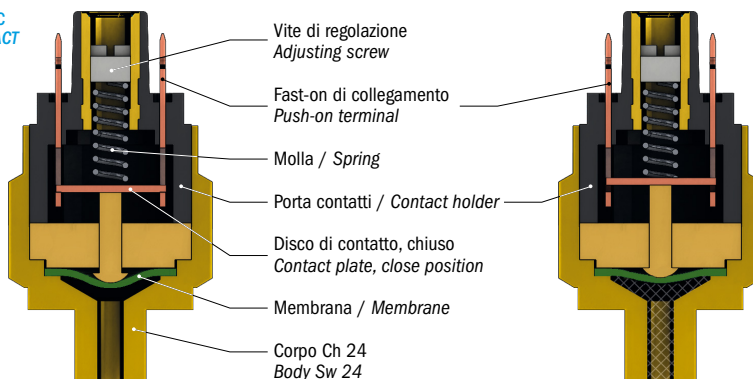 C
ACT
Vite di regolazione
Adjusting screw
Fast-on di collegamento
Push-on terminal
Molla / Spring
Porta contatti / Contact holder
Disco di contatto, chiuso
Contact plate, close position
Membrana / Membrane
Corpo Ch 24
Body Sw 24